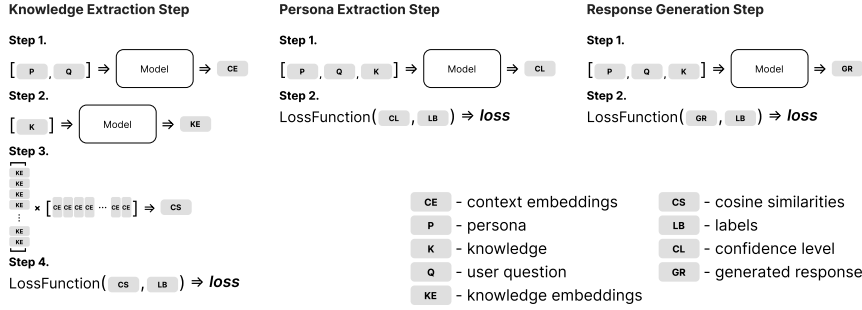 Knowledge Extraction Step
Step 1.
[ P , Q ] ⇒ Model ⇒ CE
Step 2.
[ K ] ⇒ Model ⇒ KE
Step 3.
KE
KE
KE
KE
⋮
KE
KE
× [ CE CE CE CE ... CE CE ] ⇒ CS
Step 4.
LossFunction( CS , LB ) ⇒ loss
Persona Extraction Step
Step 1.
[ P , Q , K ] ⇒ Model ⇒ CL
Step 2.
LossFunction( CL , LB ) ⇒ loss
Response Generation Step
Step 1.
[ P , Q , K ] ⇒ Model ⇒ GR
Step 2.
LossFunction( GR , LB ) ⇒ loss
CE - context embeddings
P - persona
K - knowledge
Q - user question
KE - knowledge embeddings
CS - cosine similarities
LB - labels
CL - confidence level
GR - generated response